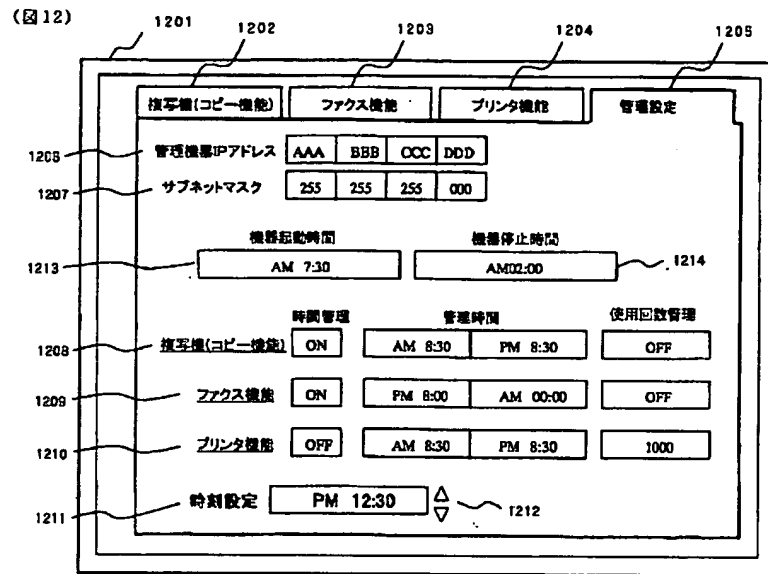 (図12)
1201 1202 1203 1204 1205
複写機(コピー機能) ファクス機能 プリンタ機能 管理設定
1206 管理機器IPアドレス AAA BBB CCC DDD
1207 サブネットマスク 255 255 255 000
機器起動時間 機器停止時間
1213 AM 7:30 AM02:00 1214
時間管理 管理時間 使用回数管理
1208 複写機(コピー機能) ON AM 8:30 PM 8:30 OFF
1209 ファクス機能 ON PM 8:00 AM 00:00 OFF
1210 プリンタ機能 OFF AM 8:30 PM 8:30 1000
1211 時刻設定 PM 12:30 △ ▽ 1212